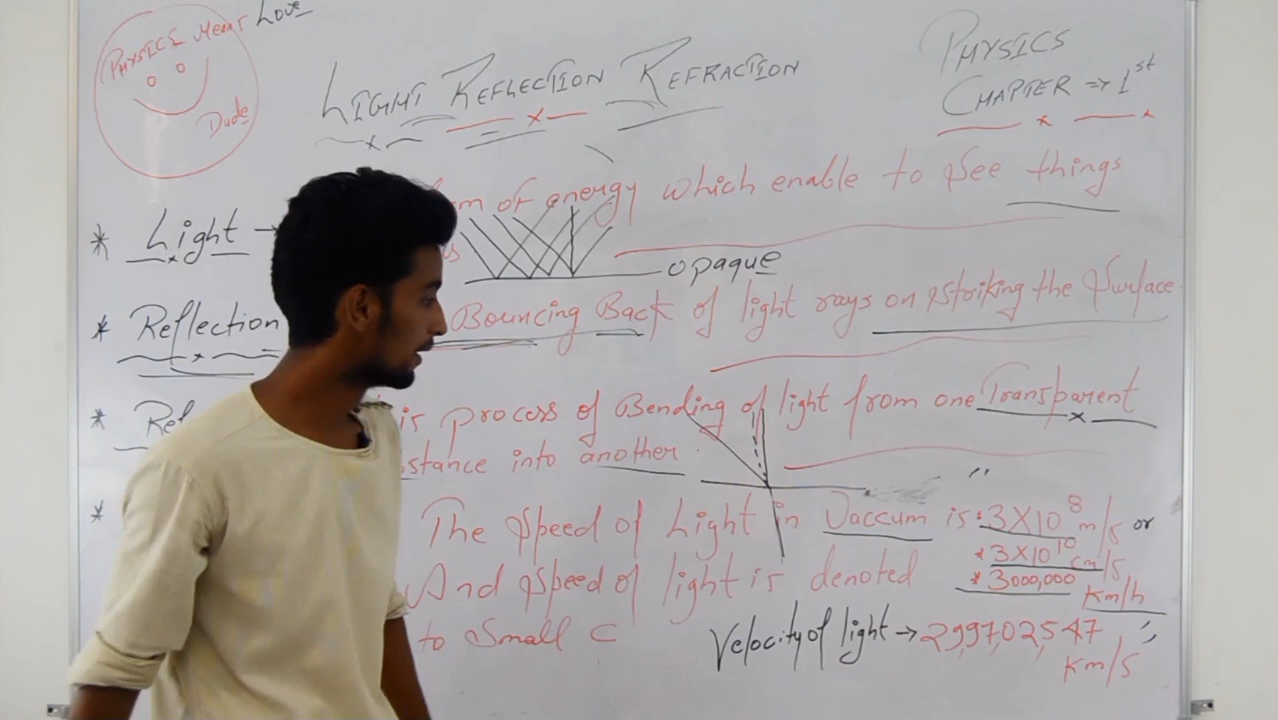 PHYSICS Means Love
Dude
LIGHT REFLECTION REFRACTION
PHYSICS
CHAPTER => 1st
* Light → of energy which enable to See things
opaque
* Reflection Bouncing Back of light rays on striking the Surface
* Ref is process of Bending of light from one Transparent
stance into another
* The Speed of Light in Vaccum is: 3X10⁸ m/s or
* 3X10¹⁰ cm/s
And Speed of light is denoted * 3000,000 Km/h
to Small C
Velocity of light → 2,99,702,547
Km/s